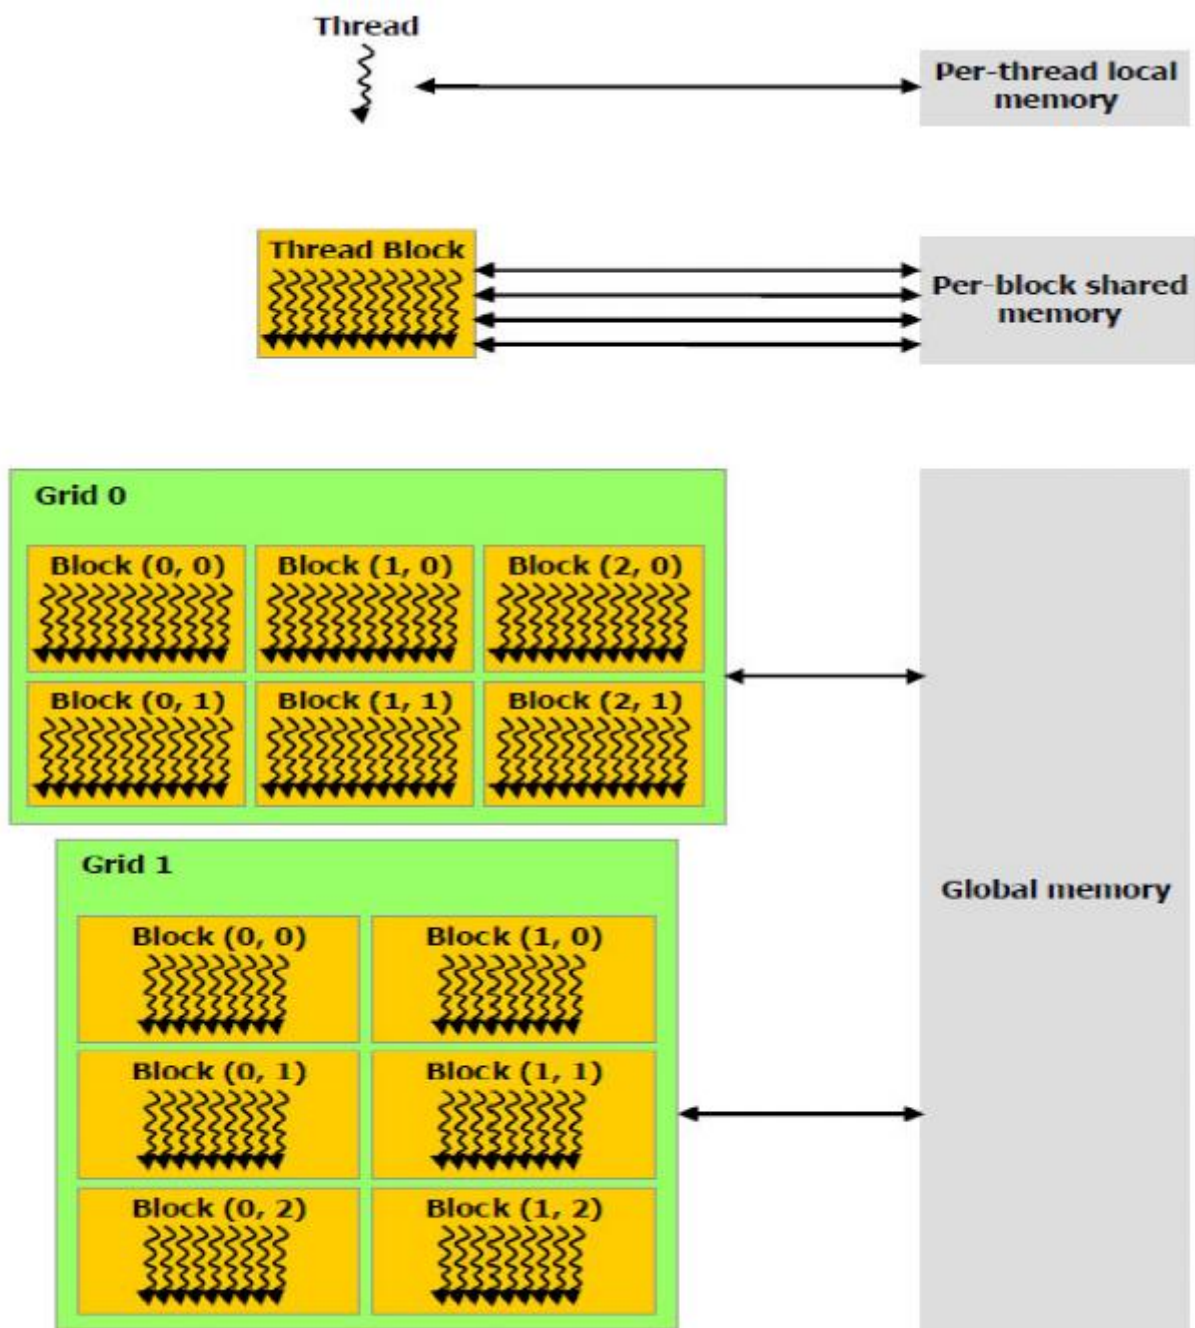 Thread
Per-thread local
memory
Thread Block
Per-block shared
memory
Grid 0
Block (0, 0)
Block (1, 0)
Block (2, 0)
Block (0, 1)
Block (1, 1)
Block (2, 1)
Grid 1
Global memory
Block (0, 0)
Block (1, 0)
Block (0, 1)
Block (1, 1)
Block (0, 2)
Block (1, 2)